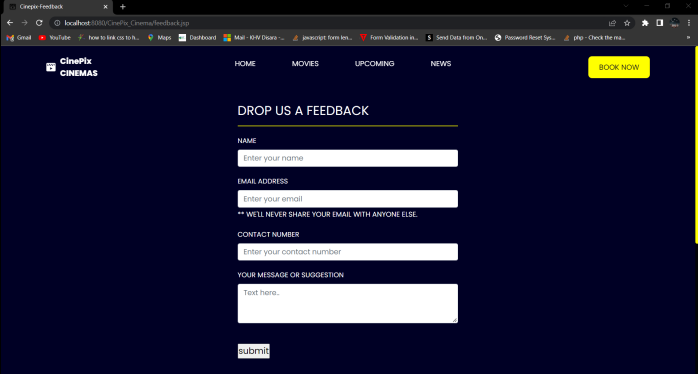 Cinepix-Feedback
localhost:8080/CinePix_Cinema/feedback.jsp
Gmail YouTube how to link css to h... Maps Dashboard Mail - KHV Disara -... javascript: form len... Form Validation in... Send Data from On... Password Reset Sys... php - Check the ma...
CinePix
CINEMAS
HOME MOVIES UPCOMING NEWS BOOK NOW
DROP US A FEEDBACK
NAME
Enter your name
EMAIL ADDRESS
Enter your email
** WE'LL NEVER SHARE YOUR EMAIL WITH ANYONE ELSE.
CONTACT NUMBER
Enter your contact number
YOUR MESSAGE OR SUGGESTION
Text here..
submit